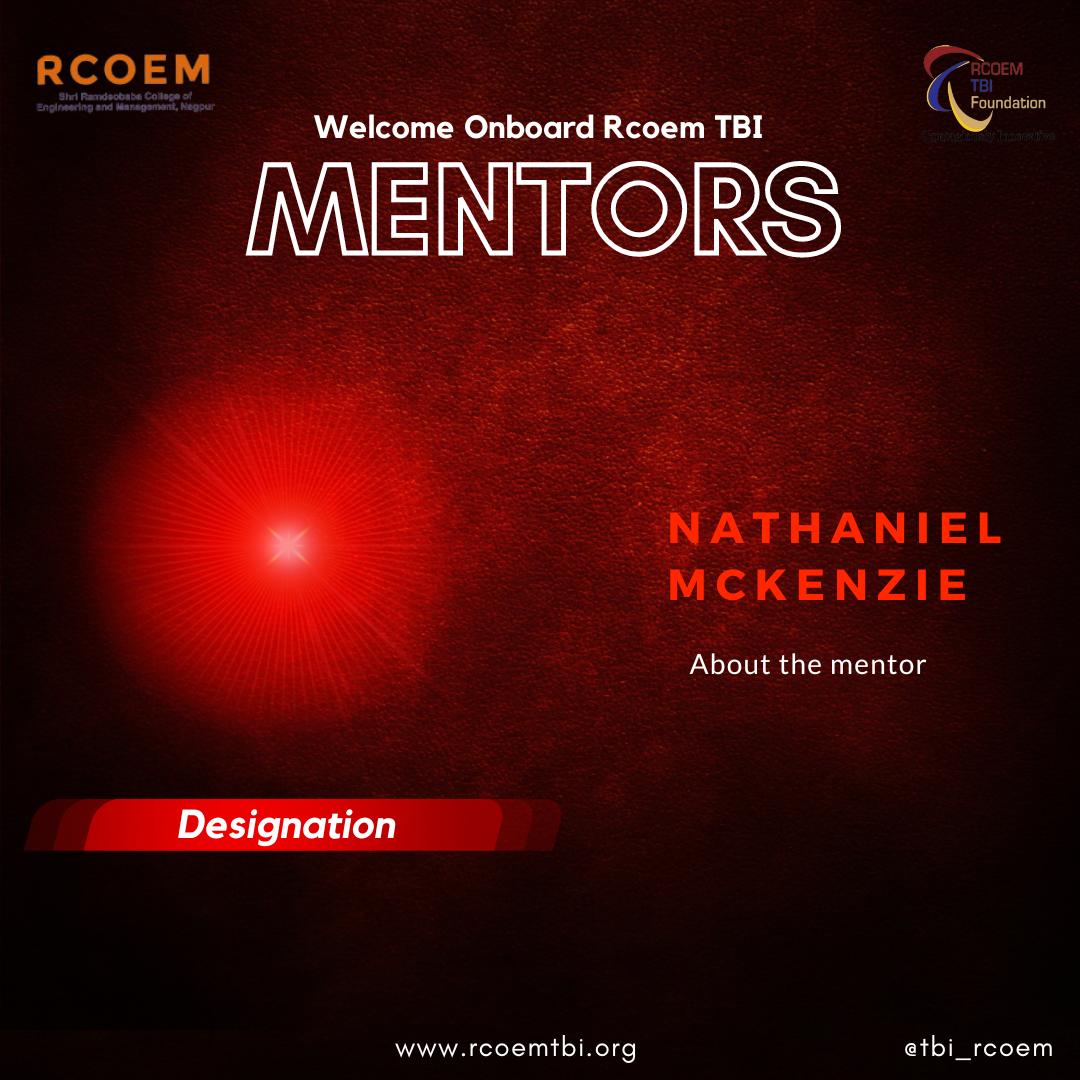 RCOEM
Shri Ramdeobaba College of
Engineering and Management, Nagpur
RCOEM
TBI
Foundation
Welcome Onboard Rcoem TBI
MENTORS
NATHANIEL
MCKENZIE
About the mentor
Designation
www.rcoemtbi.org
@tbi_rcoem